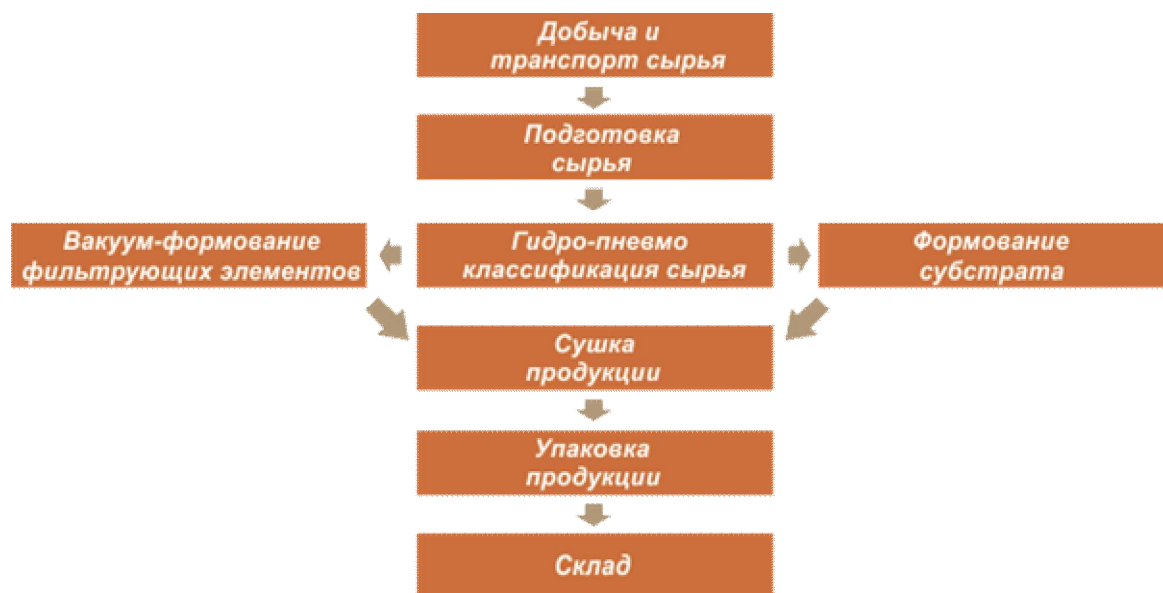 Добыча и
транспорт сырья
Подготовка
сырья
Вакуум-формование
фильтрующих элементов
Гидро-пневмо
классификация сырья
Формование
субстрата
Сушка
продукции
Упаковка
продукции
Склад